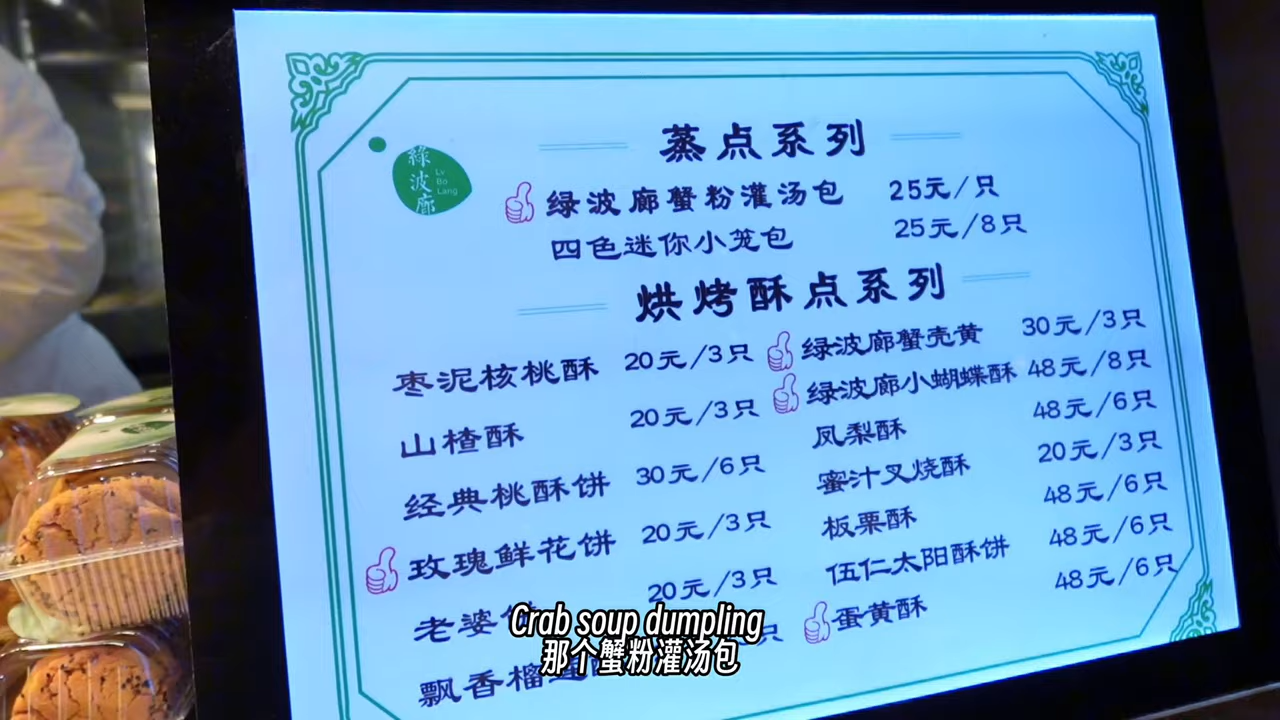 綠波廊
Lv
Bo
Lang
蒸点系列
绿波廊蟹粉灌汤包 25元/只
四色迷你小笼包 25元/8只
烘烤酥点系列
枣泥核桃酥 20元/3只
山楂酥 20元/3只
经典桃酥饼 30元/6只
玫瑰鲜花饼 20元/3只
老婆 20元/3只
飘香榴莲 只
绿波廊蟹壳黄 30元/3只
绿波廊小蝴蝶酥 48元/8只
凤梨酥 48元/6只
蜜汁叉烧酥 20元/3只
板栗酥 48元/6只
伍仁太阳酥饼 48元/6只
蛋黄酥 48元/6只
Crab soup dumpling
那个蟹粉灌汤包